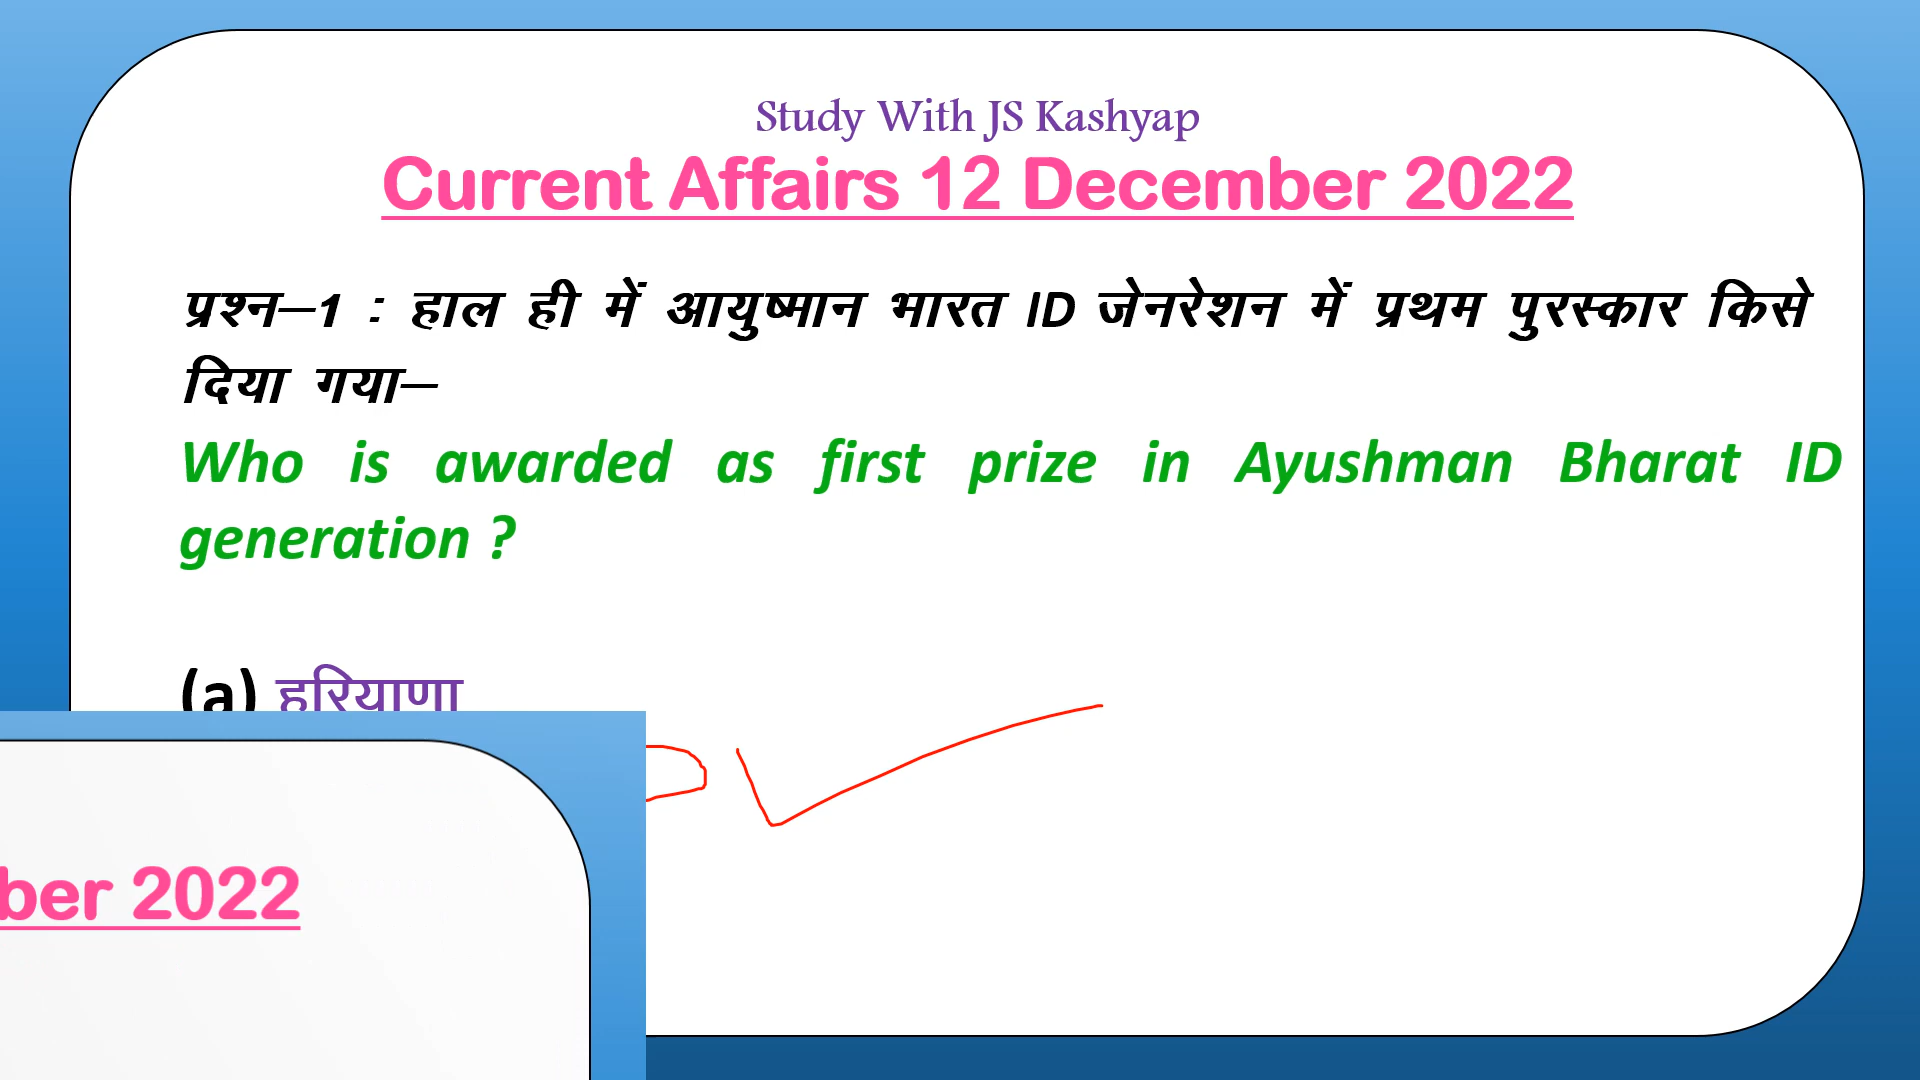 Study With JS Kashyap
Current Affairs 12 December 2022
प्रश्न–1 : हाल ही में आयुष्मान भारत ID जेनरेशन में प्रथम पुरस्कार किसे
दिया गया–
Who is awarded as first prize in Ayushman Bharat ID
generation ?
(a) हरियाणा
ber 2022